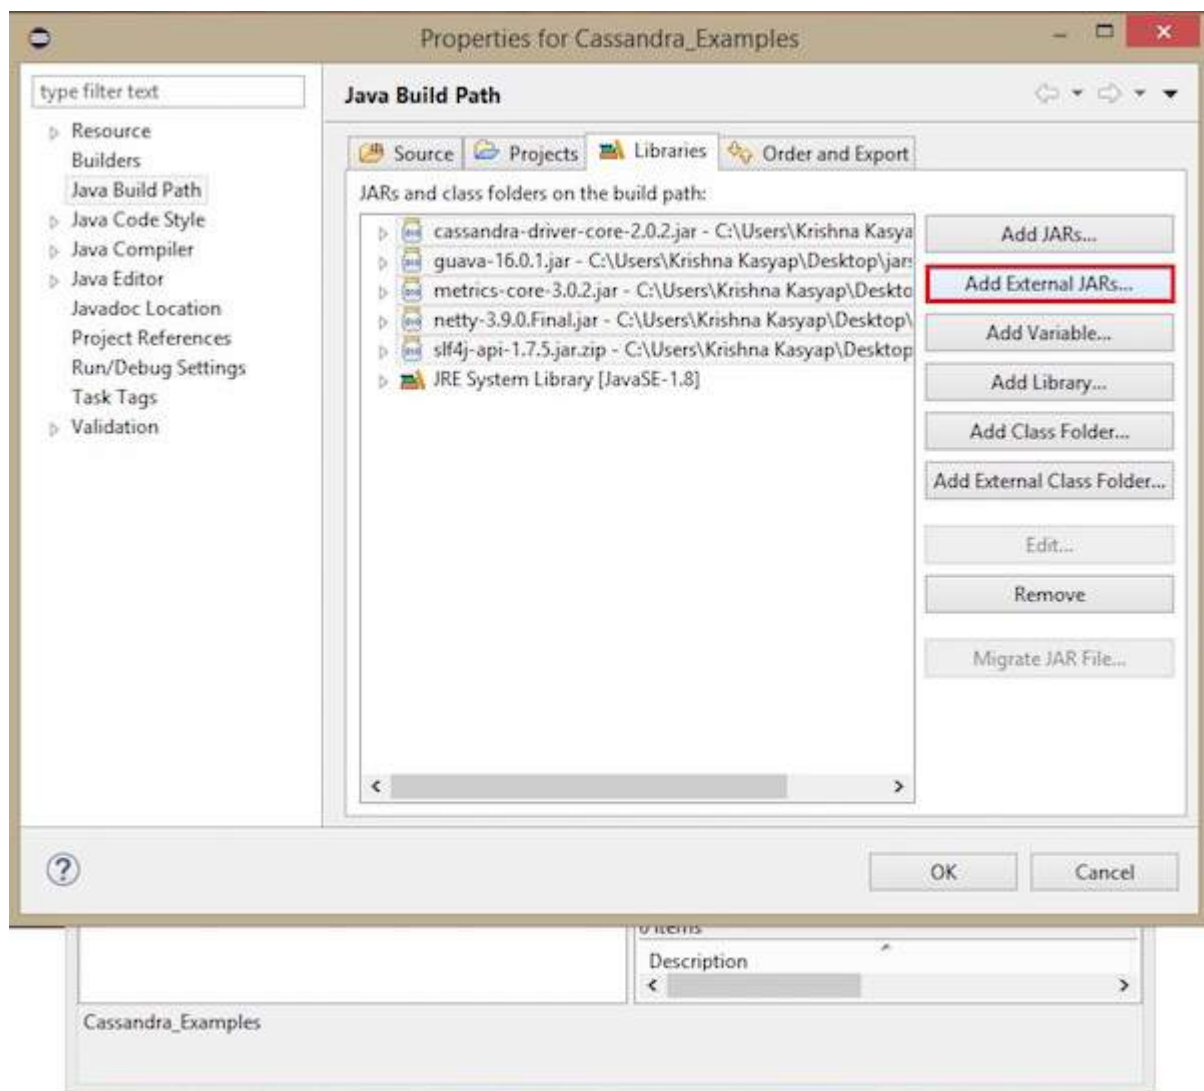 Properties for Cassandra_Examples
type filter text
Resource
Builders
Java Build Path
Java Code Style
Java Compiler
Java Editor
Javadoc Location
Project References
Run/Debug Settings
Task Tags
Validation
Java Build Path
Source Projects Libraries Order and Export
JARs and class folders on the build path:
cassandra-driver-core-2.0.2.jar - C:\Users\Krishna Kasya
guava-16.0.1.jar - C:\Users\Krishna Kasyap\Desktop\jars
metrics-core-3.0.2.jar - C:\Users\Krishna Kasyap\Deskto
netty-3.9.0.Final.jar - C:\Users\Krishna Kasyap\Desktop\
slf4j-api-1.7.5.jar.zip - C:\Users\Krishna Kasyap\Desktop
JRE System Library [JavaSE-1.8]
Add JARs...
Add External JARs...
Add Variable...
Add Library...
Add Class Folder...
Add External Class Folder...
Edit...
Remove
Migrate JAR File...
OK Cancel
0 items
Description
Cassandra_Examples